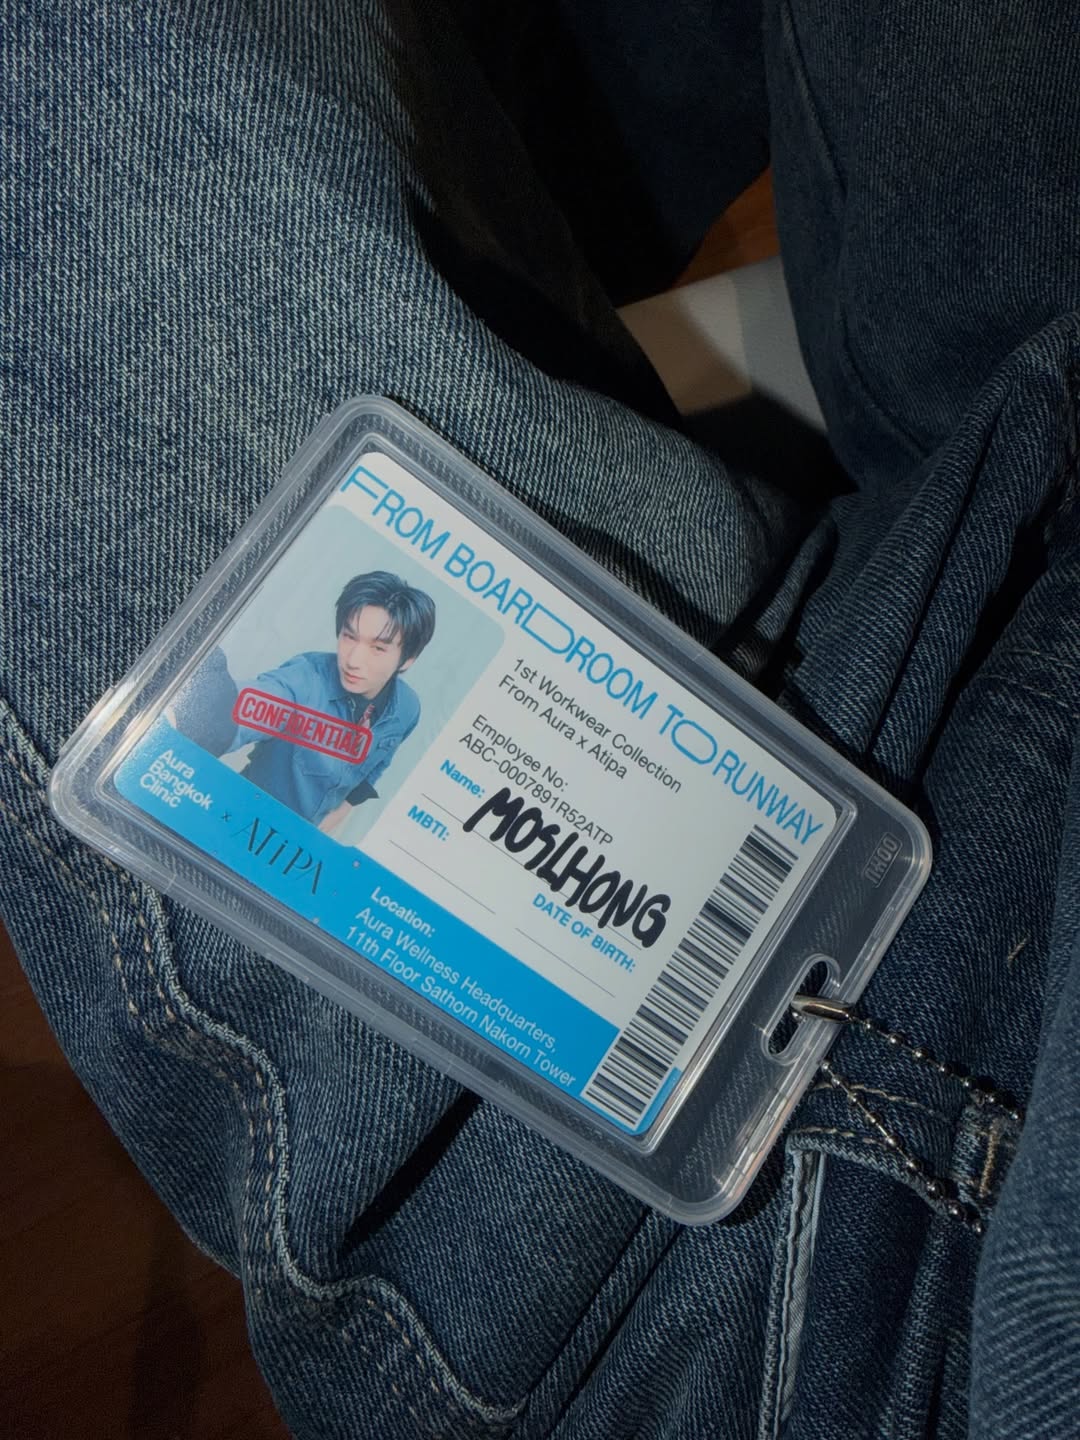 FROM BOARDROOM TO RUNWAY
1st Workwear Collection
From Aura x Atipa
Employee No:
ABC-0007891R52ATP
Name: MOSLHONG
MBTI:
DATE OF BIRTH:
CONFIDENTIAL
Aura
Bangkok
Clinic
x ATiPA
Location:
Aura Wellness Headquarters,
11th Floor Sathorn Nakorn Tower